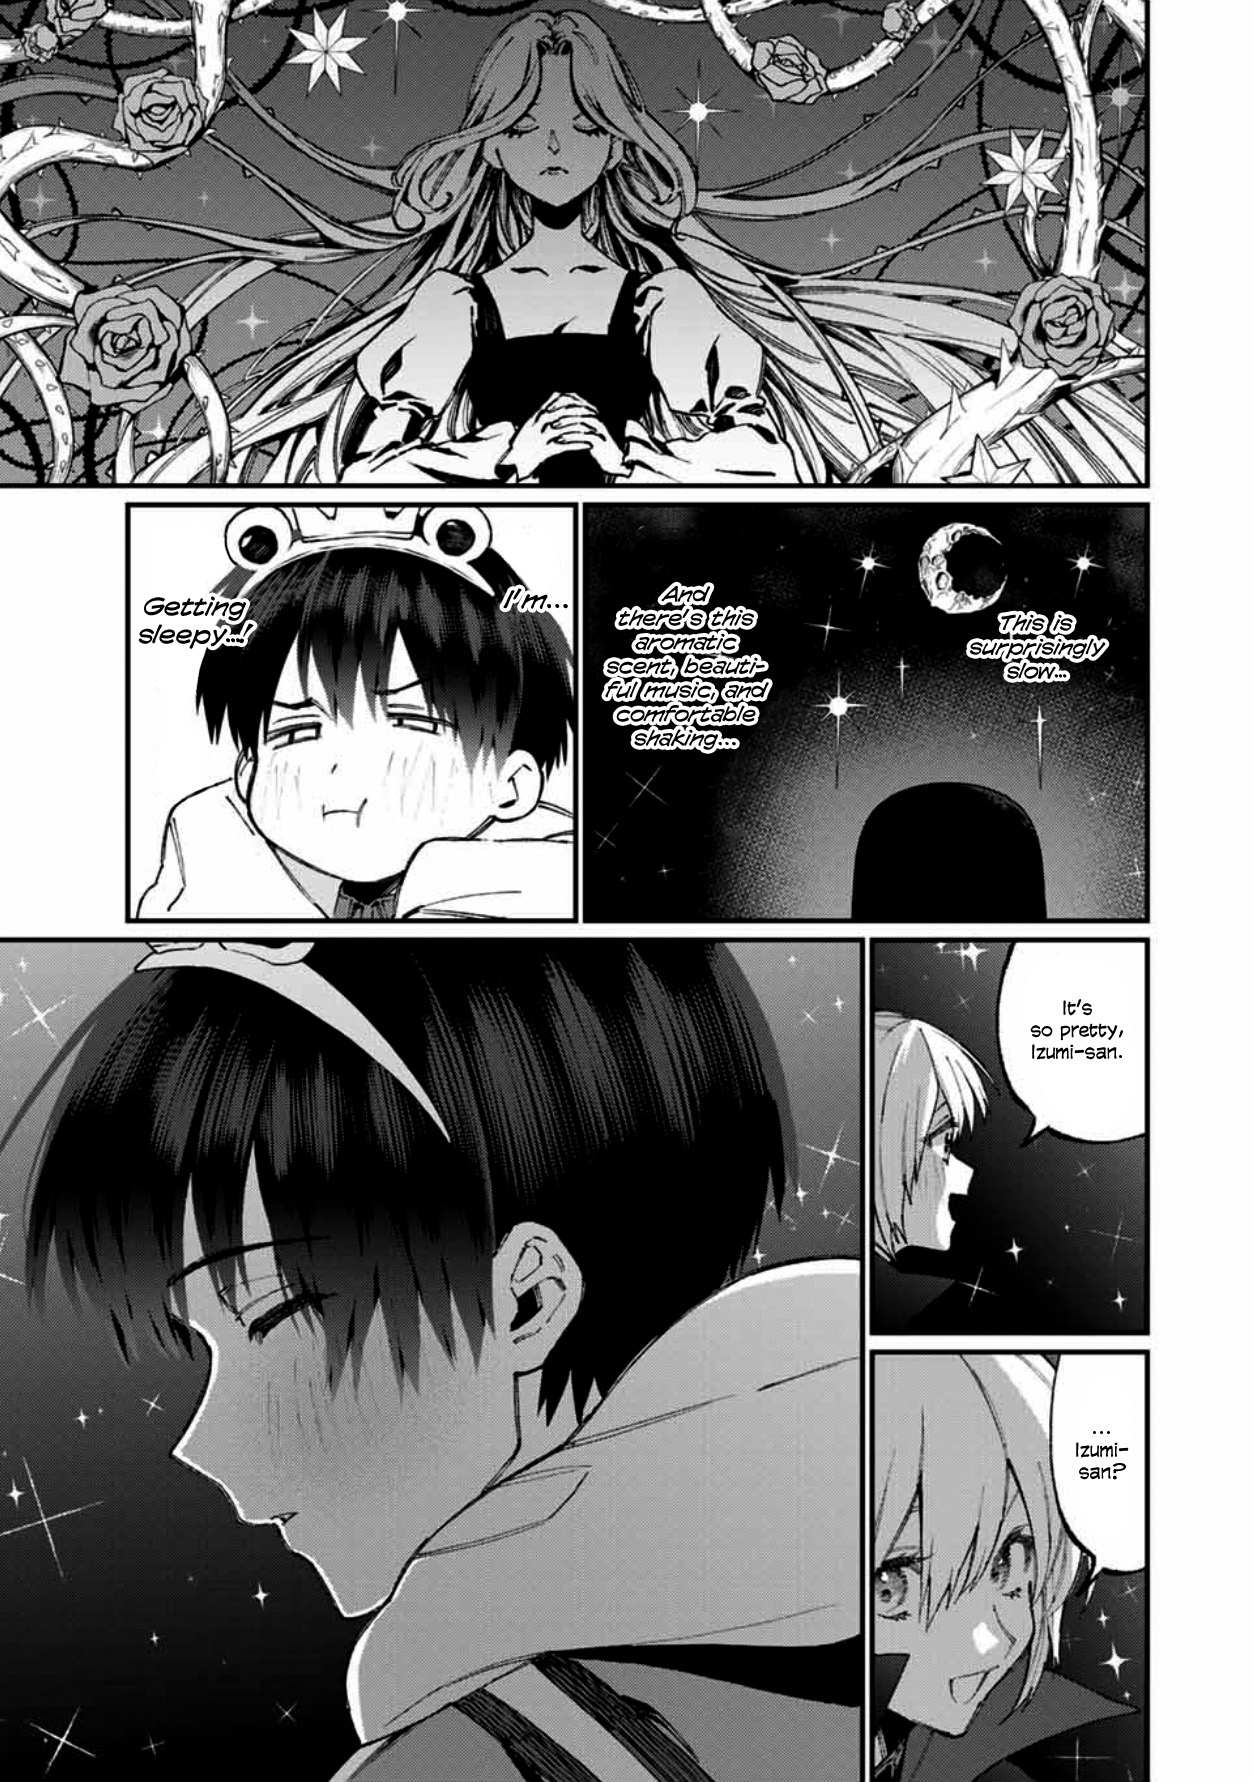 This is
surprisingly
slow...
And
there's this
aromatic
scent, beauti-
ful music, and
comfortable
shaking...
I'm...
Getting
sleepy...!
It's
so pretty,
Izumi-san.
...
Izumi-
san?